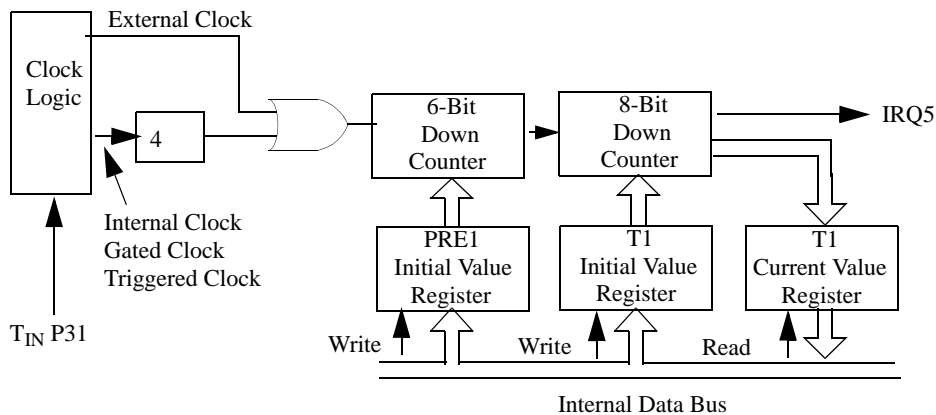 External Clock
Clock
Logic
4
6-Bit
Down
Counter
8-Bit
Down
Counter
IRQ5
Internal Clock
Gated Clock
Triggered Clock
PRE1
Initial Value
Register
T1
Initial Value
Register
T1
Current Value
Register
TIN P31
Write
Write
Read
Internal Data Bus